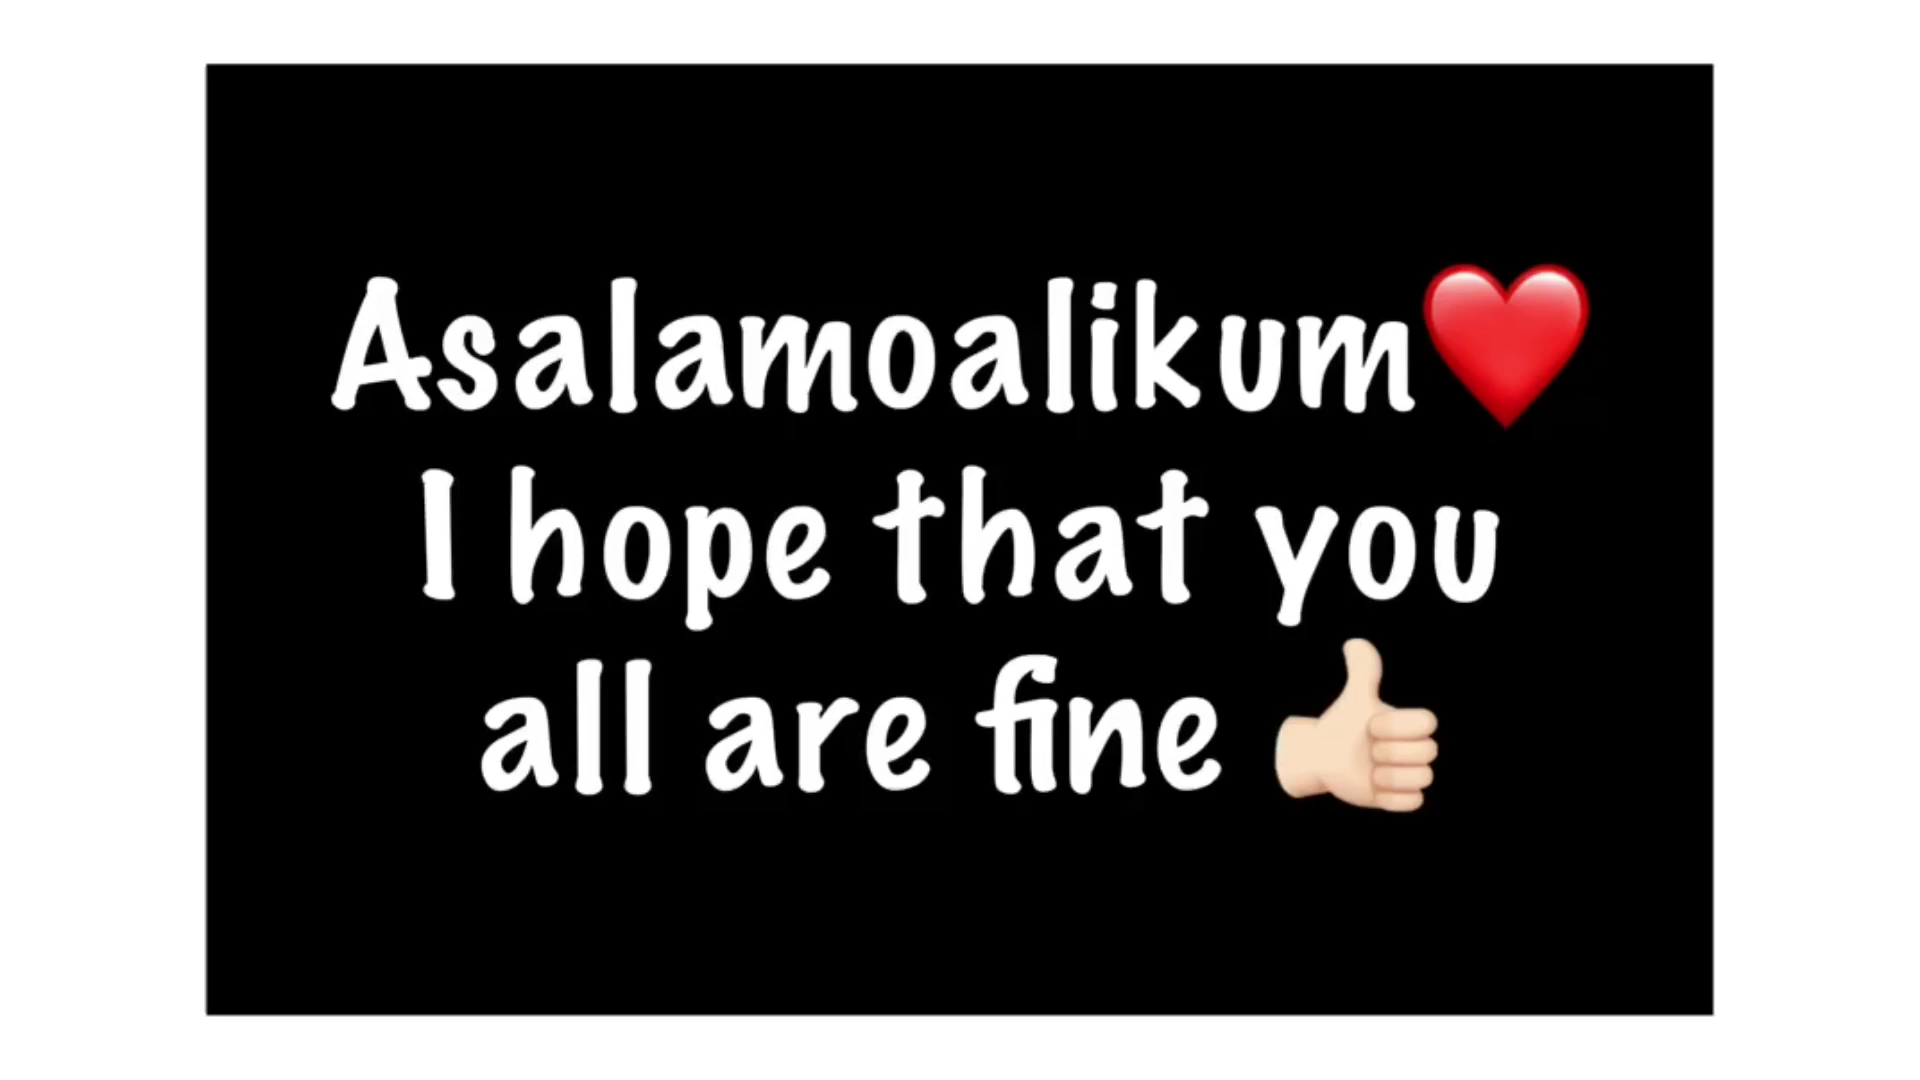 Asalamoalikum❤️
I hope that you
all are fine 👍🏻